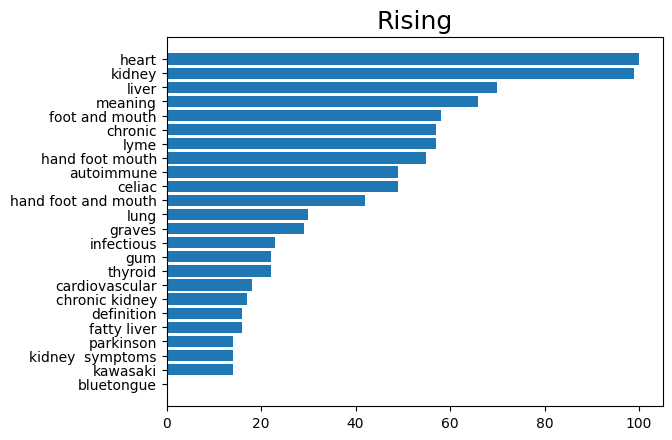 Rising
heart
kidney
liver
meaning
foot and mouth
chronic
lyme
hand foot mouth
autoimmune
celiac
hand foot and mouth
lung
graves
infectious
gum
thyroid
cardiovascular
chronic kidney
definition
fatty liver
parkinson
kidney  symptoms
kawasaki
bluetongue
0 20 40 60 80 100